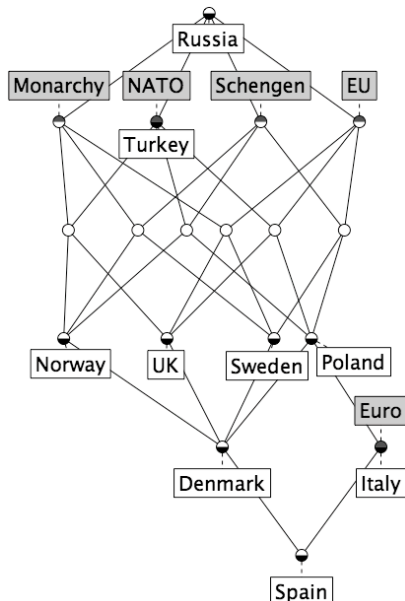 Russia
Monarchy
NATO
Schengen
EU
Turkey
Norway
UK
Sweden
Poland
Euro
Denmark
Italy
Spain